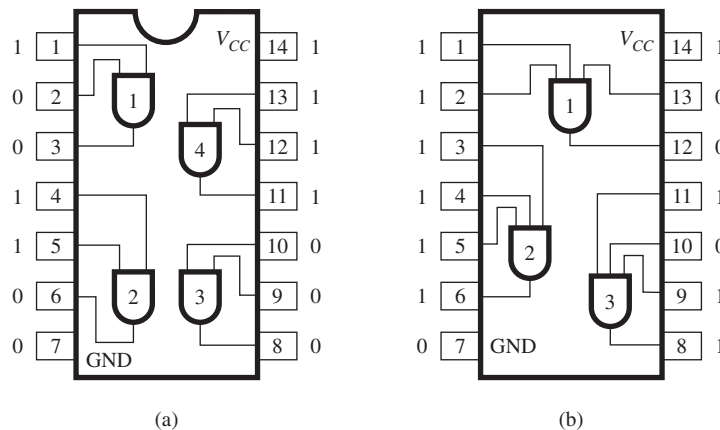 1 1 V_CC 14 1 1 1 V_CC 14 1
0 2 1 13 1 1 2 1 13 0
0 3 4 12 1 1 3 12 0
1 4 11 1 1 4 11 1
1 5 10 0 1 5 2 10 0
0 6 2 3 9 0 1 6 3 9 1
0 7 GND 8 0 0 7 GND 8 1
(a) (b)